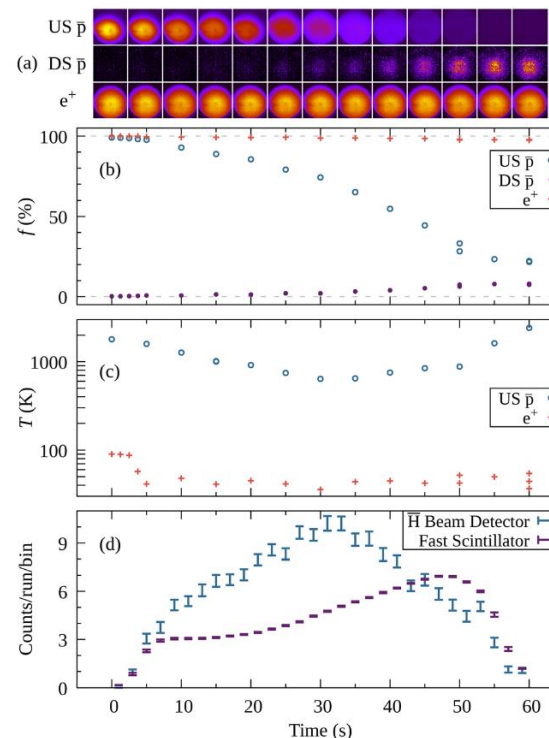 US p̄
(a) DS p̄
e⁺
100
50
0
f (%)
(b)
US p̄
DS p̄
e⁺
1000
100
T (K)
(c)
US p̄
e⁺
9
6
3
0
Counts/run/bin
(d)
H̄ Beam Detector
Fast Scintillator
0 10 20 30 40 50 60
Time (s)